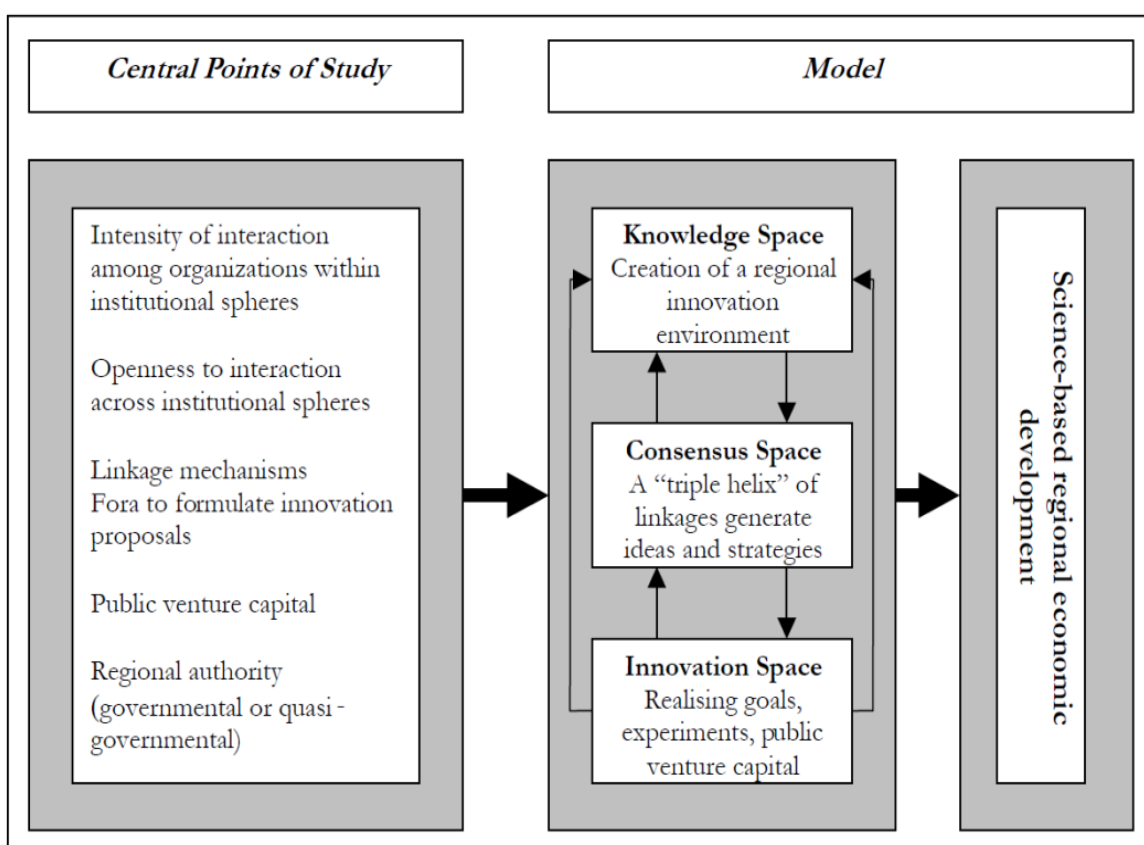 Central Points of Study
Model
Intensity of interaction
among organizations within
institutional spheres
Openness to interaction
across institutional spheres
Linkage mechanisms
Fora to formulate innovation
proposals
Public venture capital
Regional authority
(governmental or quasi-
governmental)
Knowledge Space
Creation of a regional
innovation
environment
Consensus Space
A “triple helix” of
linkages generate
ideas and strategies
Innovation Space
Realising goals,
experiments, public
venture capital
Science-based regional economic
development